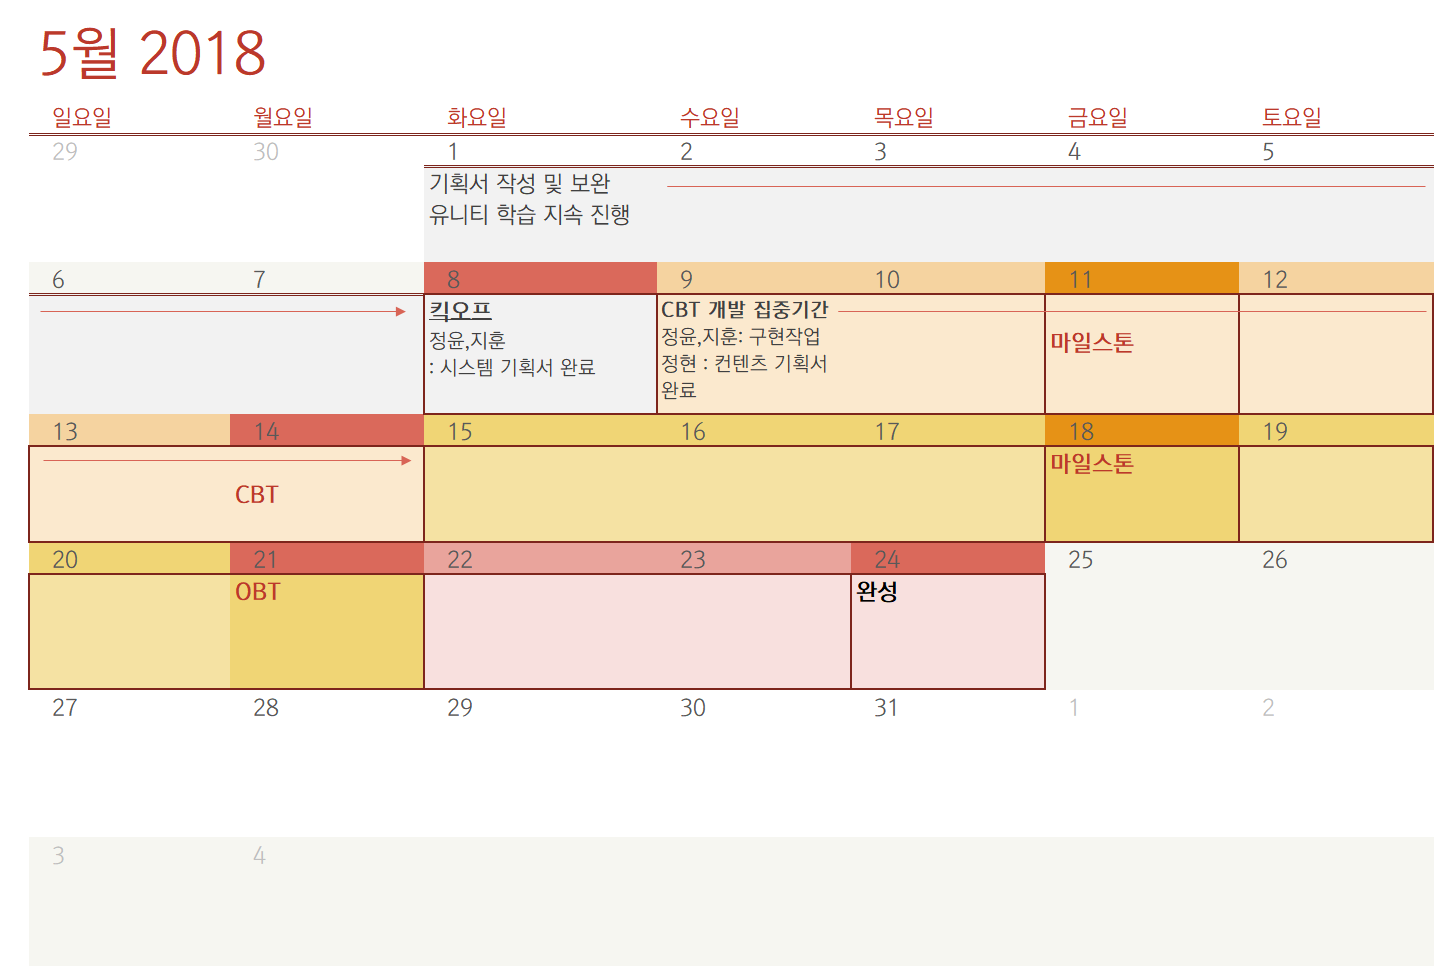 5월 2018
일요일 월요일 화요일 수요일 목요일 금요일 토요일
29 30 1 2 3 4 5
기획서 작성 및 보완
유니티 학습 지속 진행
6 7 8 9 10 11 12
킥오프
정윤,지훈
: 시스템 기획서 완료
CBT 개발 집중기간
정윤,지훈: 구현작업
정현 : 컨텐츠 기획서
완료
마일스톤
13 14 15 16 17 18 19
CBT
마일스톤
20 21 22 23 24 25 26
OBT
완성
27 28 29 30 31 1 2
3 4